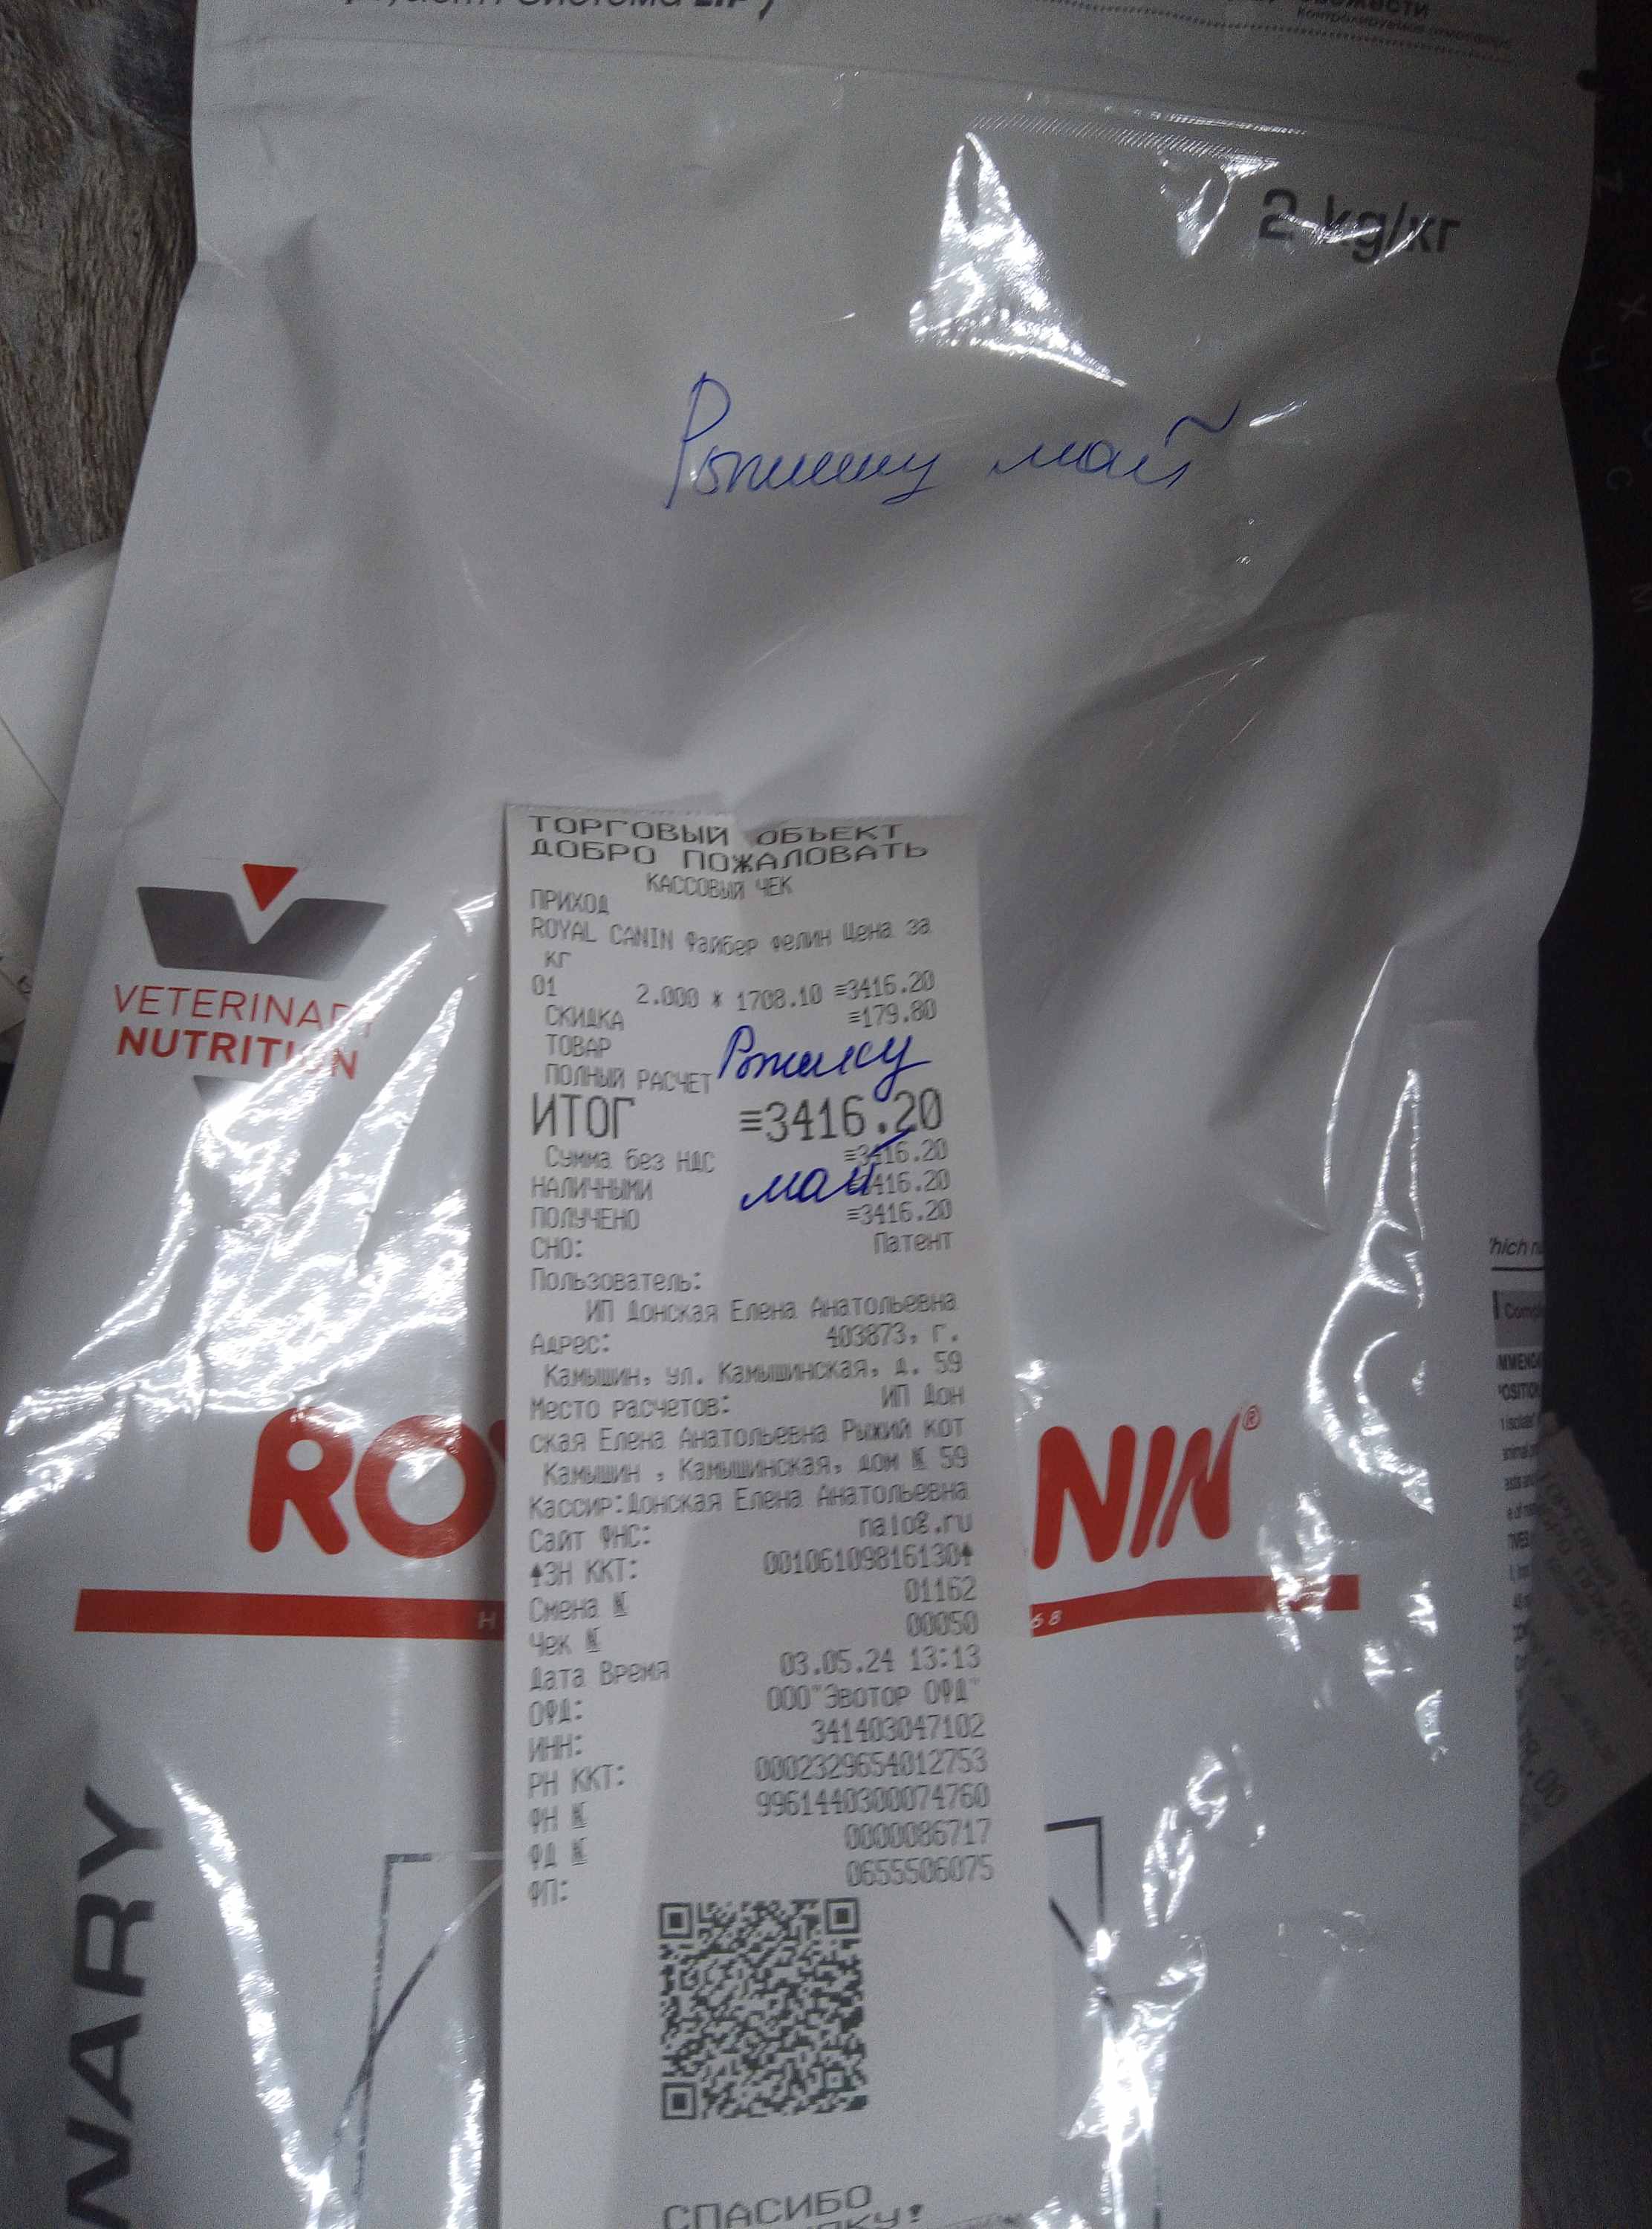 2 kg/кг
май
VETERINARY
NUTRITION
ТОРГОВЫЙ ОБЪЕКТ
ДОБРО ПОЖАЛОВАТЬ
КАССОВЫЙ ЧЕК
ПРИХОД
ROYAL CANIN Файбер Фелин Цена за
кг
01 2.000 * 1708.10 ≡3416.20
СКИДКА ≡179.80
ТОВАР
ПОЛНЫЙ РАСЧЕТ
ИТОГ ≡3416.20
Сумма без НДС ≡3416.20
май
НАЛИЧНЫМИ ≡3416.20
ПОЛУЧЕНО ≡3416.20
СНО: Патент
Пользователь:
ИП Донская Елена Анатольевна
Адрес: 403873, г.
Камышин, ул. Камышинская, д. 59
Место расчетов: ИП Дон
ская Елена Анатольевна Рыжий кот
Камышин , Камышинская, дом № 59
Кассир:Донская Елена Анатольевна
Сайт ФНС: nalog.ru
ЗН ККТ: 00106109816130
Смена № 01162
Чек № 00050
Дата Время 03.05.24 13:13
ОФД: ООО"Эвотор ОФД"
ИНН: 341403047102
РН ККТ: 0002329654012753
ФН № 9961440300074760
ФД № 0000086717
ФП: 0655506075
СПАСИБО